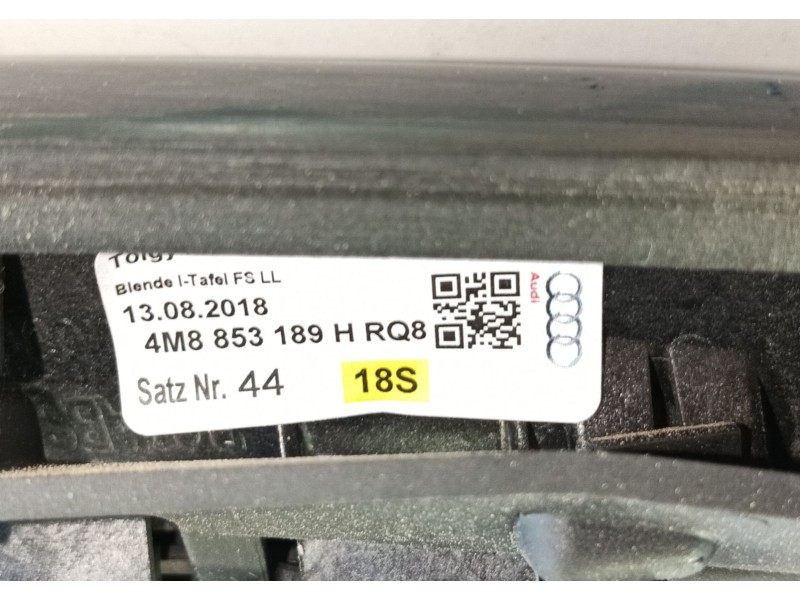 Blende I-Tafel FS LL
13.08.2018
4M8 853 189 H RQ8
Satz Nr. 44
18S
Audi